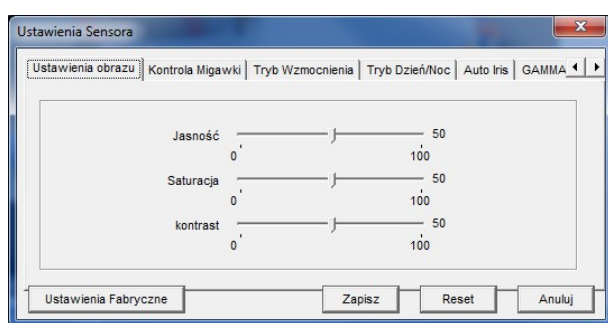 Ustawienia Sensora
Ustawienia obrazu Kontrola Migawki Tryb Wzmocnienia Tryb Dzień/Noc Auto Iris GAMMA
Jasność 50
0 100
Saturacja 50
0 100
kontrast 50
0 100
Ustawienia Fabryczne Zapisz Reset Anuluj